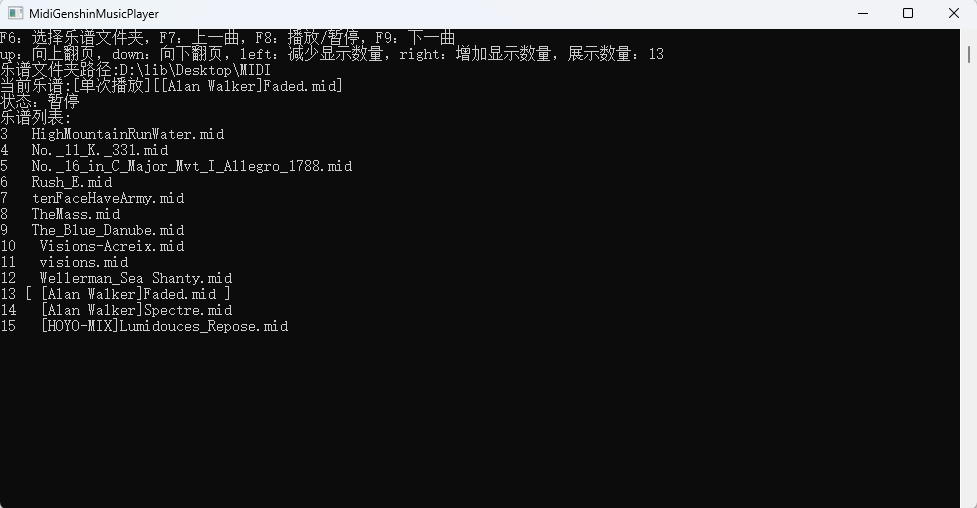 MidiGenshinMusicPlayer
F6：选择乐谱文件夹，F7：上一曲，F8：播放/暂停，F9：下一曲
up：向上翻页，down：向下翻页，left：减少显示数量，right：增加显示数量，展示数量：13
乐谱文件夹路径:D:\lib\Desktop\MIDI
当前乐谱:[单次播放][[Alan Walker]Faded.mid]
状态：暂停
乐谱列表:
3   HighMountainRunWater.mid
4   No._11_K._331.mid
5   No._16_in_C_Major_Mvt_I_Allegro_1788.mid
6   Rush_E.mid
7   tenFaceHaveArmy.mid
8   TheMass.mid
9   The_Blue_Danube.mid
10   Visions-Acreix.mid
11   visions.mid
12   Wellerman_Sea Shanty.mid
13 [ [Alan Walker]Faded.mid ]
14   [Alan Walker]Spectre.mid
15   [HOYO-MIX]Lumidouces_Repose.mid